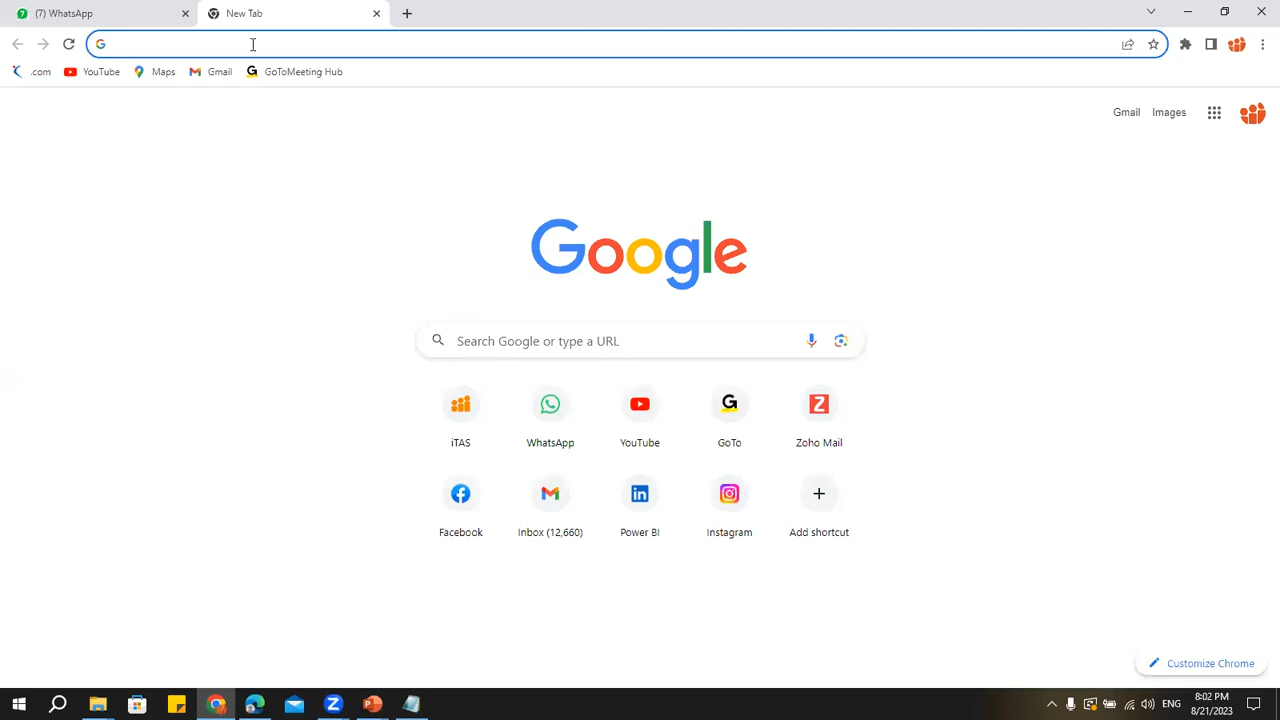 (7) WhatsApp
New Tab
.com
YouTube
Maps
Gmail
GoToMeeting Hub
Gmail
Images
Google
Search Google or type a URL
iTAS
WhatsApp
YouTube
GoTo
Zoho Mail
Facebook
Inbox (12,660)
Power BI
Instagram
Add shortcut
Customize Chrome
ENG
8:02 PM
8/21/2023